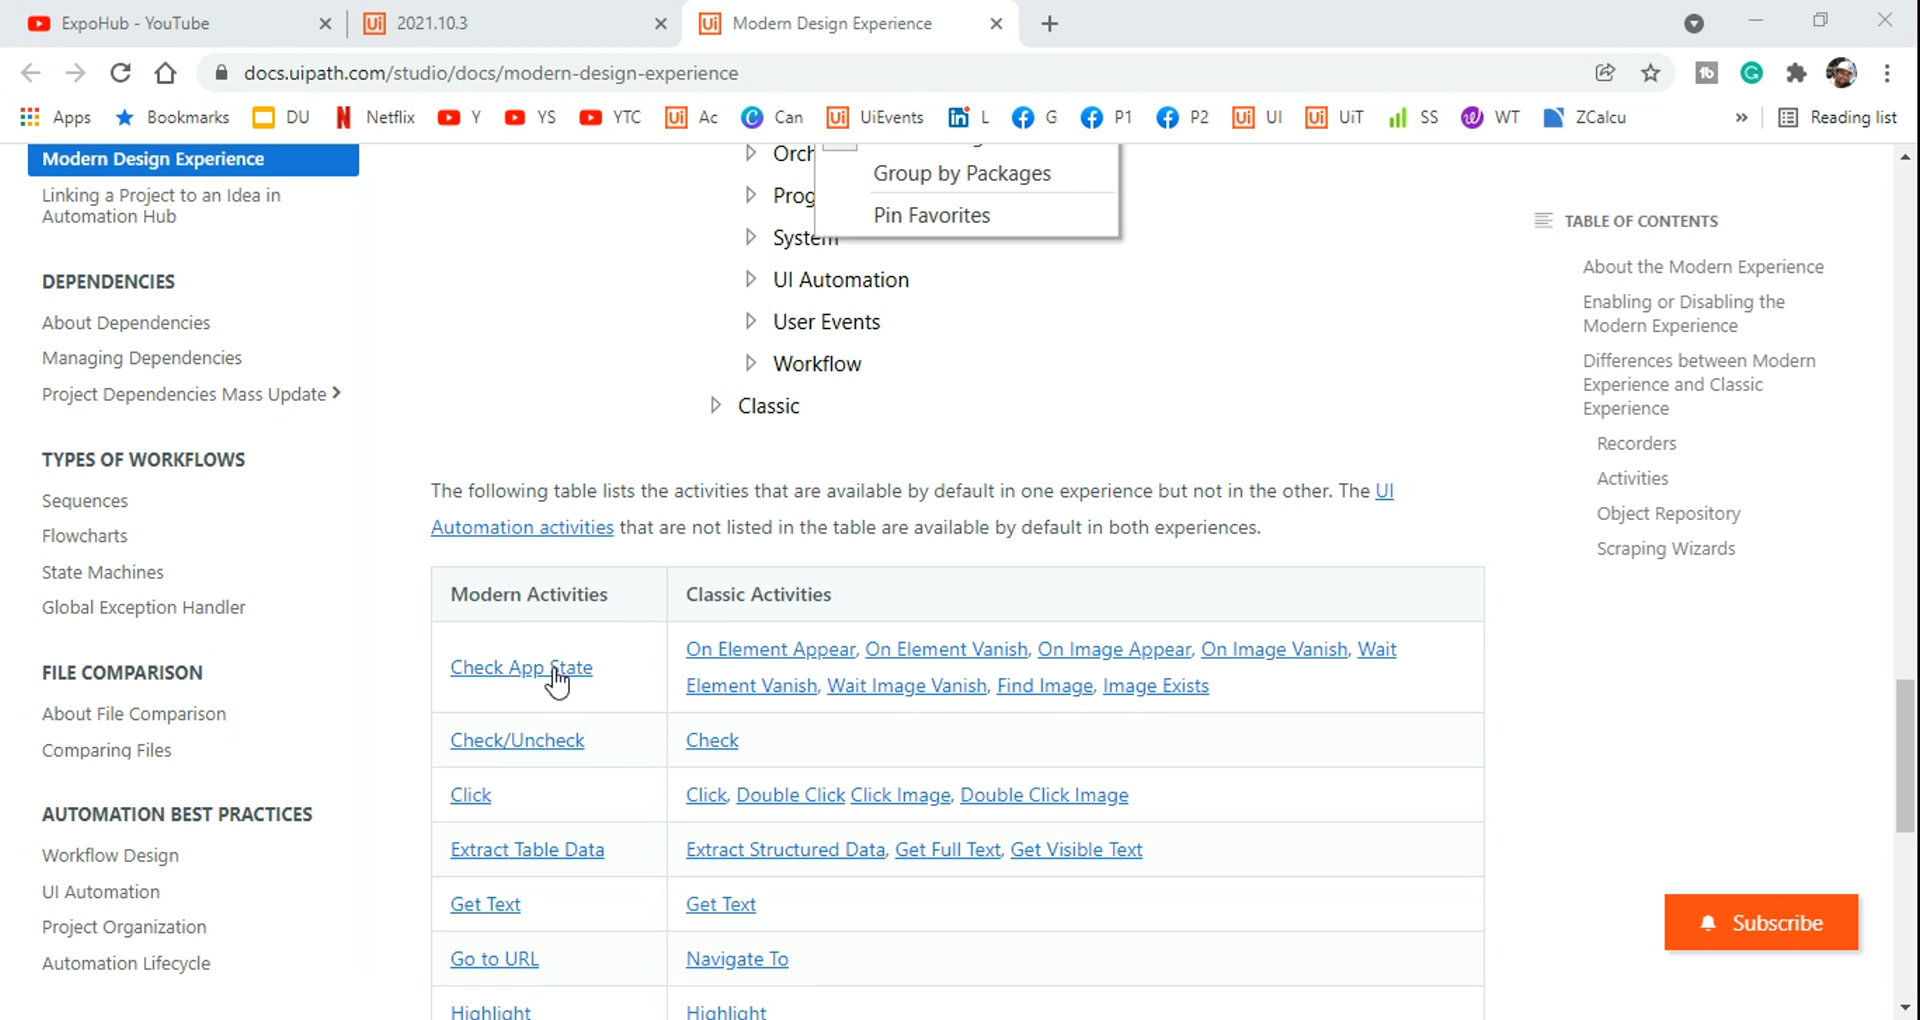 ExpoHub - YouTube
Ui 2021.10.3
Ui Modern Design Experience
docs.uipath.com/studio/docs/modern-design-experience
Apps Bookmarks DU Netflix Y YS YTC Ui Ac Can Ui UiEvents L G P1 P2 Ui UI Ui UiT SS WT ZCalcu » Reading list
Modern Design Experience
Linking a Project to an Idea in
Automation Hub
DEPENDENCIES
About Dependencies
Managing Dependencies
Project Dependencies Mass Update
TYPES OF WORKFLOWS
Sequences
Flowcharts
State Machines
Global Exception Handler
FILE COMPARISON
About File Comparison
Comparing Files
AUTOMATION BEST PRACTICES
Workflow Design
UI Automation
Project Organization
Automation Lifecycle
Orch
Group by Packages
Prog
Pin Favorites
System
UI Automation
User Events
Workflow
Classic
The following table lists the activities that are available by default in one experience but not in the other. The UI
Automation activities that are not listed in the table are available by default in both experiences.
Modern Activities Classic Activities
Check App State On Element Appear, On Element Vanish, On Image Appear, On Image Vanish, Wait
Element Vanish, Wait Image Vanish, Find Image, Image Exists
Check/Uncheck Check
Click Click, Double Click Click Image, Double Click Image
Extract Table Data Extract Structured Data, Get Full Text, Get Visible Text
Get Text Get Text
Go to URL Navigate To
Highlight Highlight
TABLE OF CONTENTS
About the Modern Experience
Enabling or Disabling the
Modern Experience
Differences between Modern
Experience and Classic
Experience
Recorders
Activities
Object Repository
Scraping Wizards
Subscribe